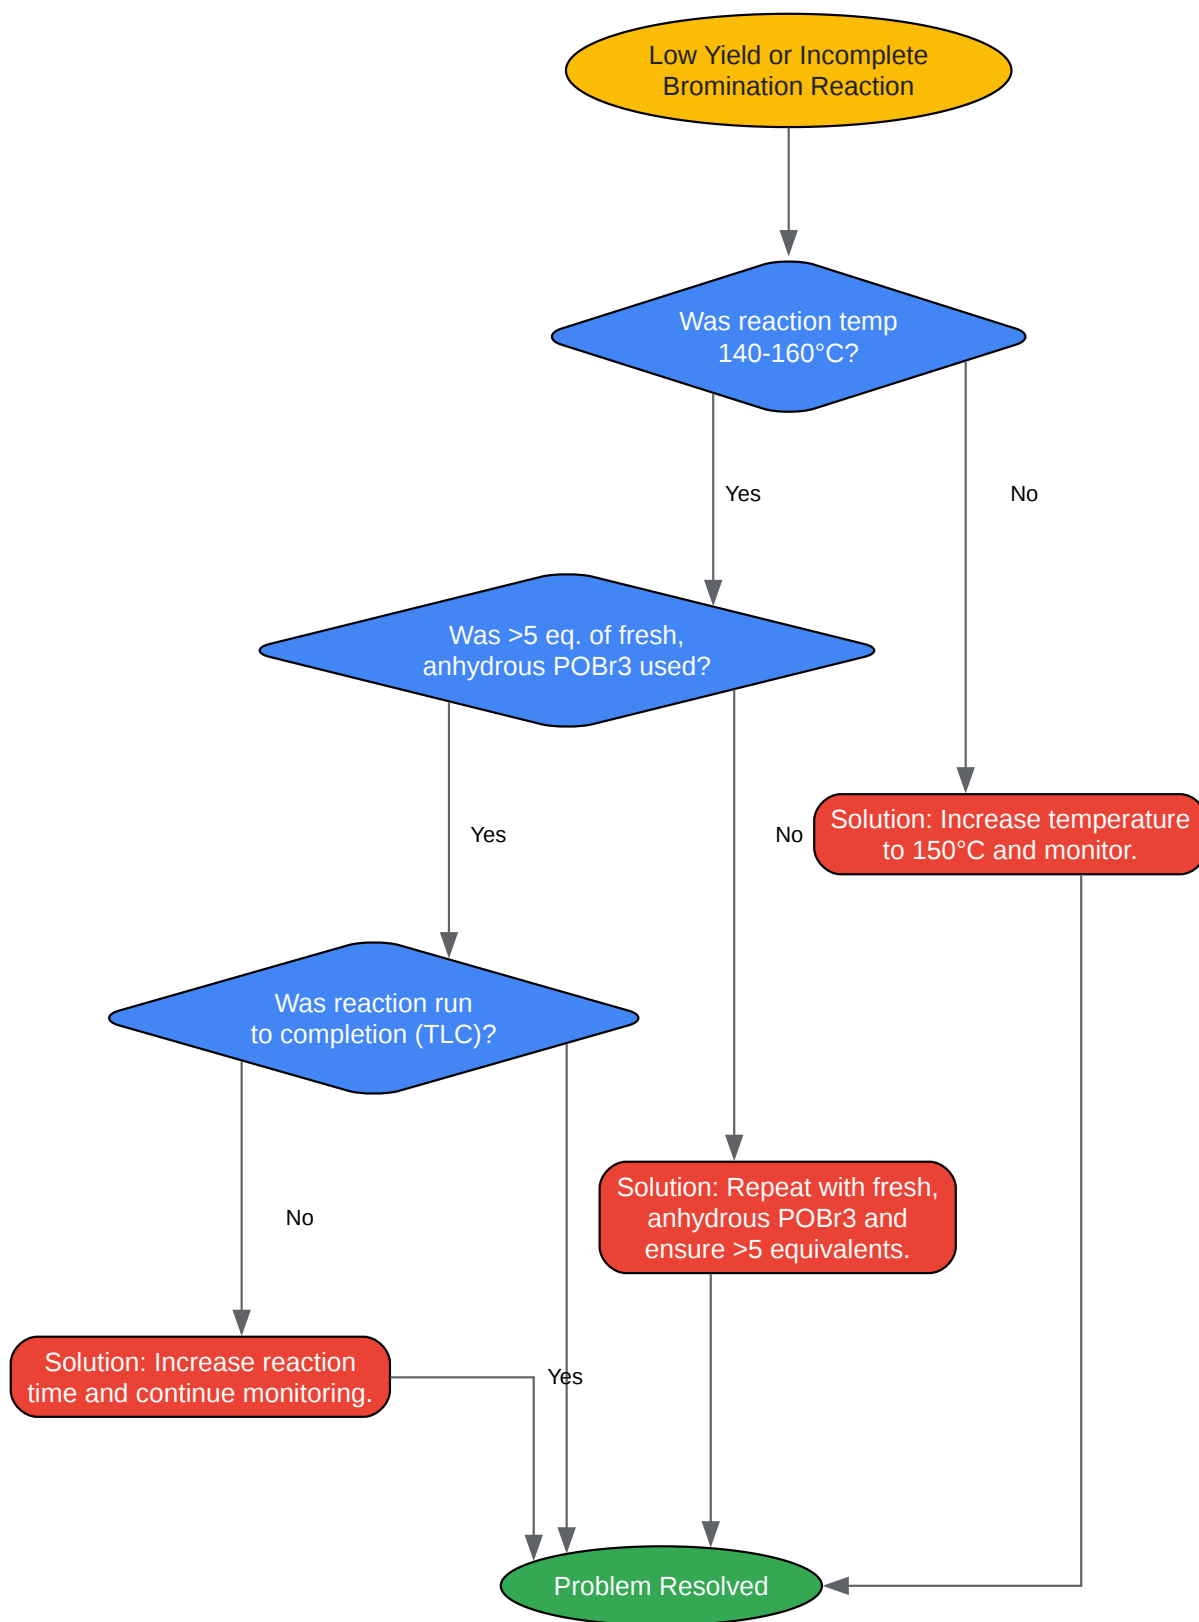 Low Yield or Incomplete
Bromination Reaction
Was reaction temp
140-160°C?
Yes
No
Was >5 eq. of fresh,
anhydrous POBr3 used?
Yes
No
Solution: Increase temperature
to 150°C and monitor.
Was reaction run
to completion (TLC)?
No
Solution: Repeat with fresh,
anhydrous POBr3 and
ensure >5 equivalents.
Solution: Increase reaction
time and continue monitoring.
Yes
Problem Resolved